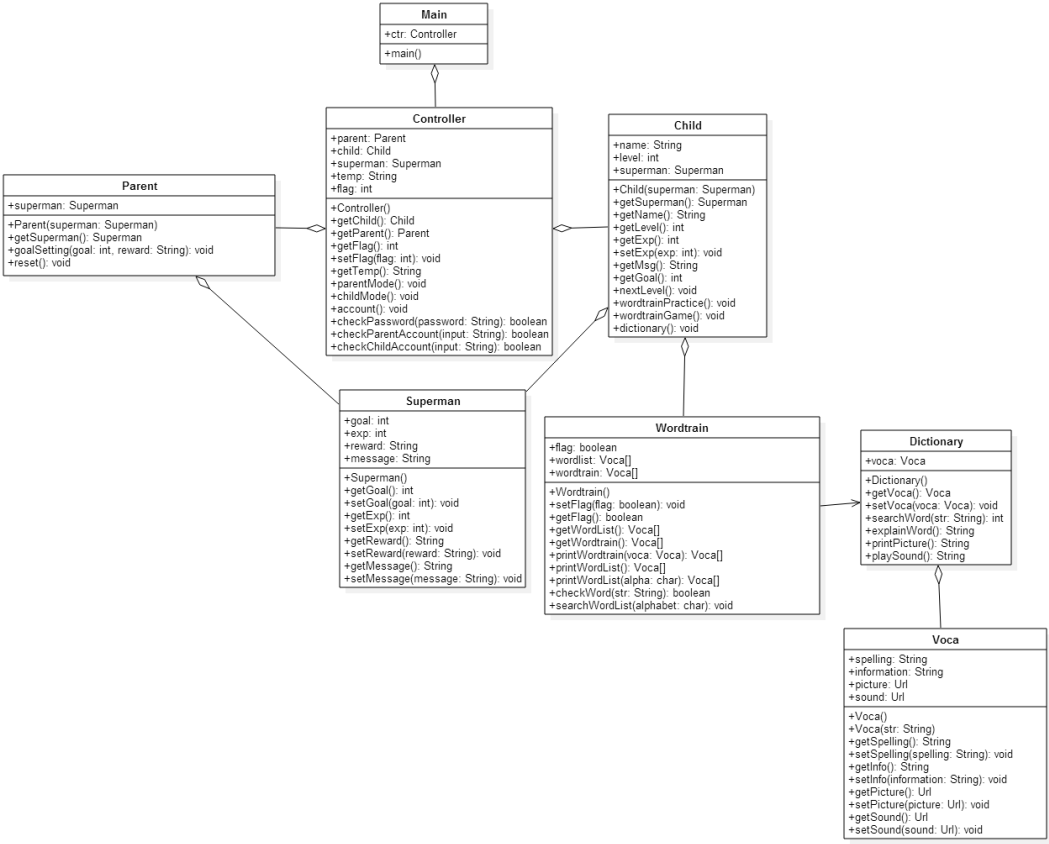 Main
+ctr: Controller
+main()
Controller
+parent: Parent
+child: Child
+superman: Superman
+temp: String
+flag: int
+Controller()
+getChild(): Child
+getParent(): Parent
+getFlag(): int
+setFlag(flag: int): void
+getTemp(): String
+parentMode(): void
+childMode(): void
+account(): void
+checkPassword(password: String): boolean
+checkParentAccount(input: String): boolean
+checkChildAccount(input: String): boolean
Child
+name: String
+level: int
+superman: Superman
+Child(superman: Superman)
+getSuperman(): Superman
+getName(): String
+getLevel(): int
+getExp(): int
+setExp(exp: int): void
+getMsg(): String
+getGoal(): int
+nextLevel(): void
+wordtrainPractice(): void
+wordtrainGame(): void
+dictionary(): void
Parent
+superman: Superman
+Parent(superman: Superman)
+getSuperman(): Superman
+goalSetting(goal: int, reward: String): void
+reset(): void
Superman
+goal: int
+exp: int
+reward: String
+message: String
+Superman()
+getGoal(): int
+setGoal(goal: int): void
+getExp(): int
+setExp(exp: int): void
+getReward(): String
+setReward(reward: String): void
+getMessage(): String
+setMessage(message: String): void
Wordtrain
+flag: boolean
+wordlist: Voca[]
+wordtrain: Voca[]
+Wordtrain()
+setFlag(flag: boolean): void
+getFlag(): boolean
+getWordList(): Voca[]
+getWordtrain(): Voca[]
+printWordtrain(voca: Voca): Voca[]
+printWordList(): Voca[]
+printWordList(alpha: char): Voca[]
+checkWord(str: String): boolean
+searchWordList(alphabet: char): void
Dictionary
+voca: Voca
+Dictionary()
+getVoca(): Voca
+setVoca(voca: Voca): void
+searchWord(str: String): int
+explainWord(): String
+printPicture(): String
+playSound(): String
Voca
+spelling: String
+information: String
+picture: Url
+sound: Url
+Voca()
+Voca(str: String)
+getSpelling(): String
+setSpelling(spelling: String): void
+getInfo(): String
+setInfo(information: String): void
+getPicture(): Url
+setPicture(picture: Url): void
+getSound(): Url
+setSound(sound: Url): void